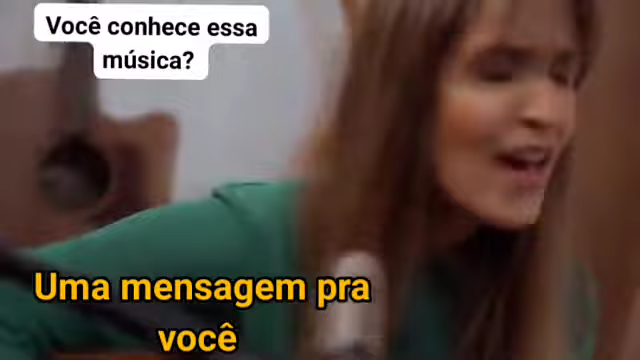 Você conhece essa
música?
Uma mensagem pra
você